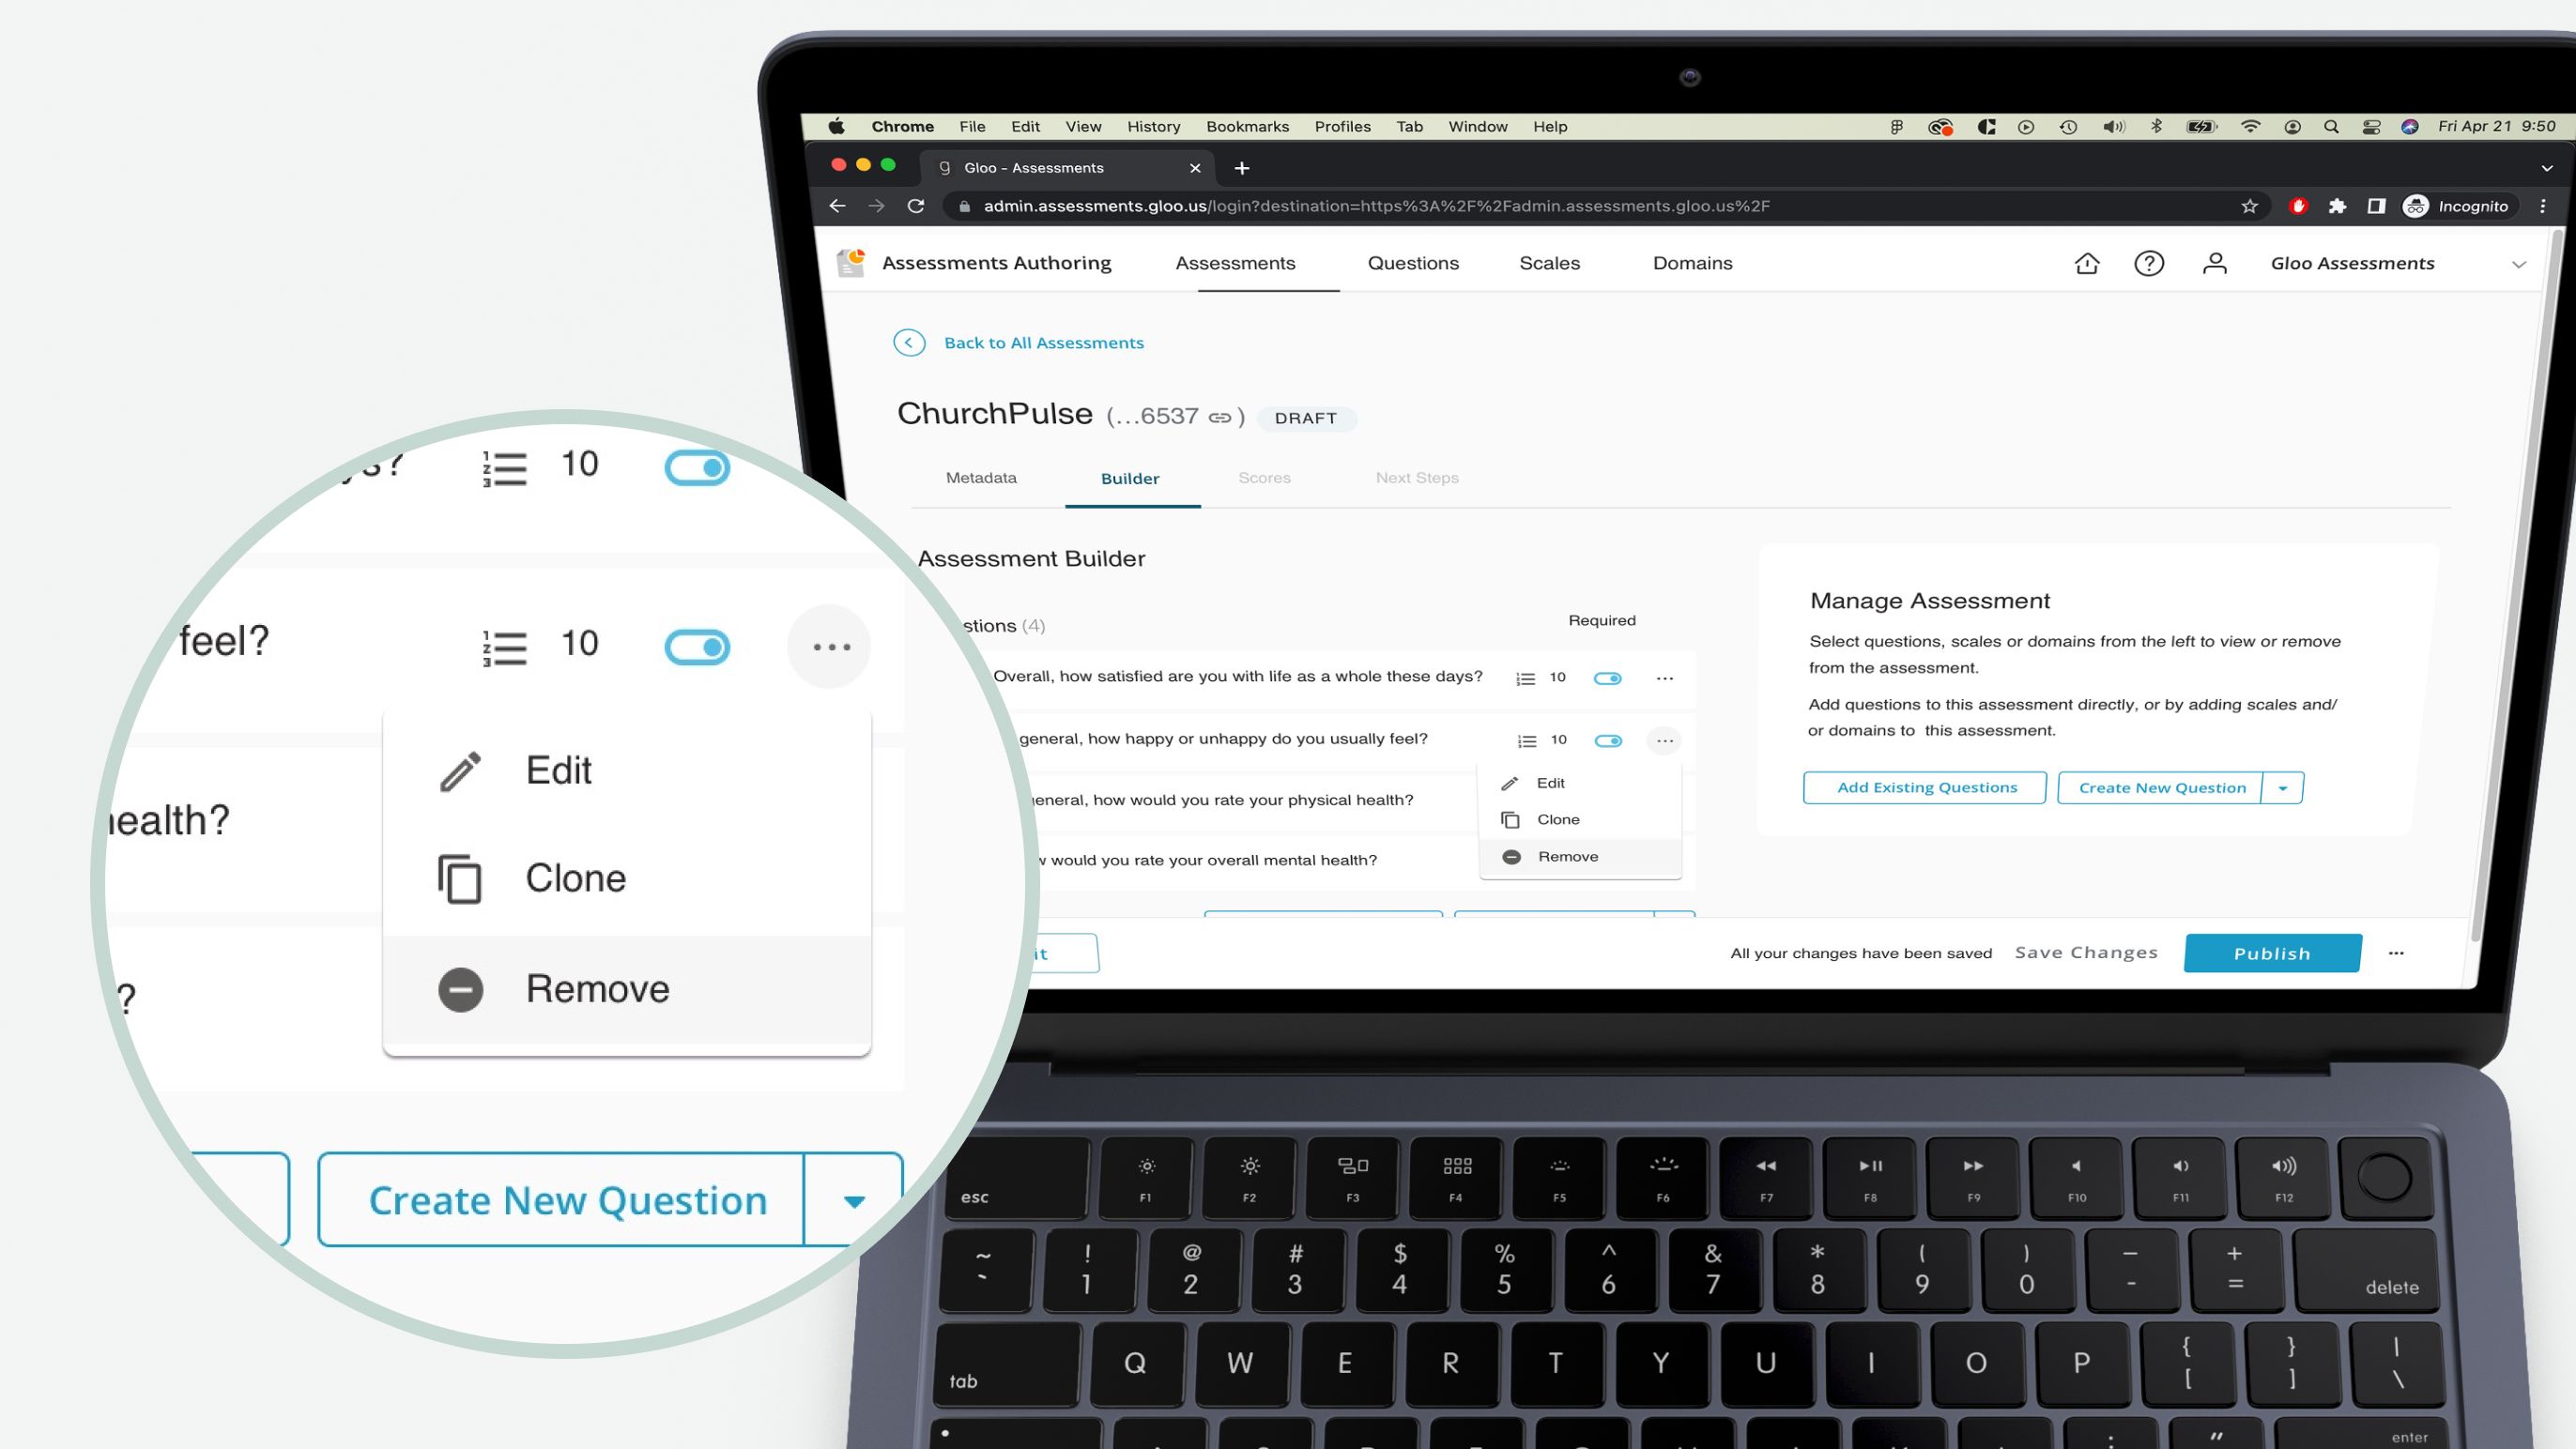 Chrome File Edit View History Bookmarks Profiles Tab Window Help Fri Apr 21 9:50
Gloo – Assessments
admin.assessments.gloo.us/login?destination=https%3A%2F%2Fadmin.assessments.gloo.us%2F Incognito
Assessments Authoring Assessments Questions Scales Domains Gloo Assessments
Back to All Assessments
ChurchPulse (...6537 ) DRAFT
Metadata Builder Scores Next Steps
Assessment Builder
stions (4) Required
Overall, how satisfied are you with life as a whole these days? 10 ...
general, how happy or unhappy do you usually feel? 10 ...
Edit
general, how would you rate your physical health?
Clone
Remove
would you rate your overall mental health?
Manage Assessment
Select questions, scales or domains from the left to view or remove
from the assessment.
Add questions to this assessment directly, or by adding scales and/
or domains to this assessment.
Add Existing Questions Create New Question
it All your changes have been saved Save Changes Publish ...
s? 10
feel? 10 ...
Edit
health?
Clone
Remove
?
Create New Question
esc F1 F2 F3 F4 F5 F6 F7 F8 F9 F10 F11 F12
~ ! @ # $ % ^ & * ( ) – +
` 1 2 3 4 5 6 7 8 9 0 - = delete
tab Q W E R T Y U I O P { [ } ] | \
: " enter